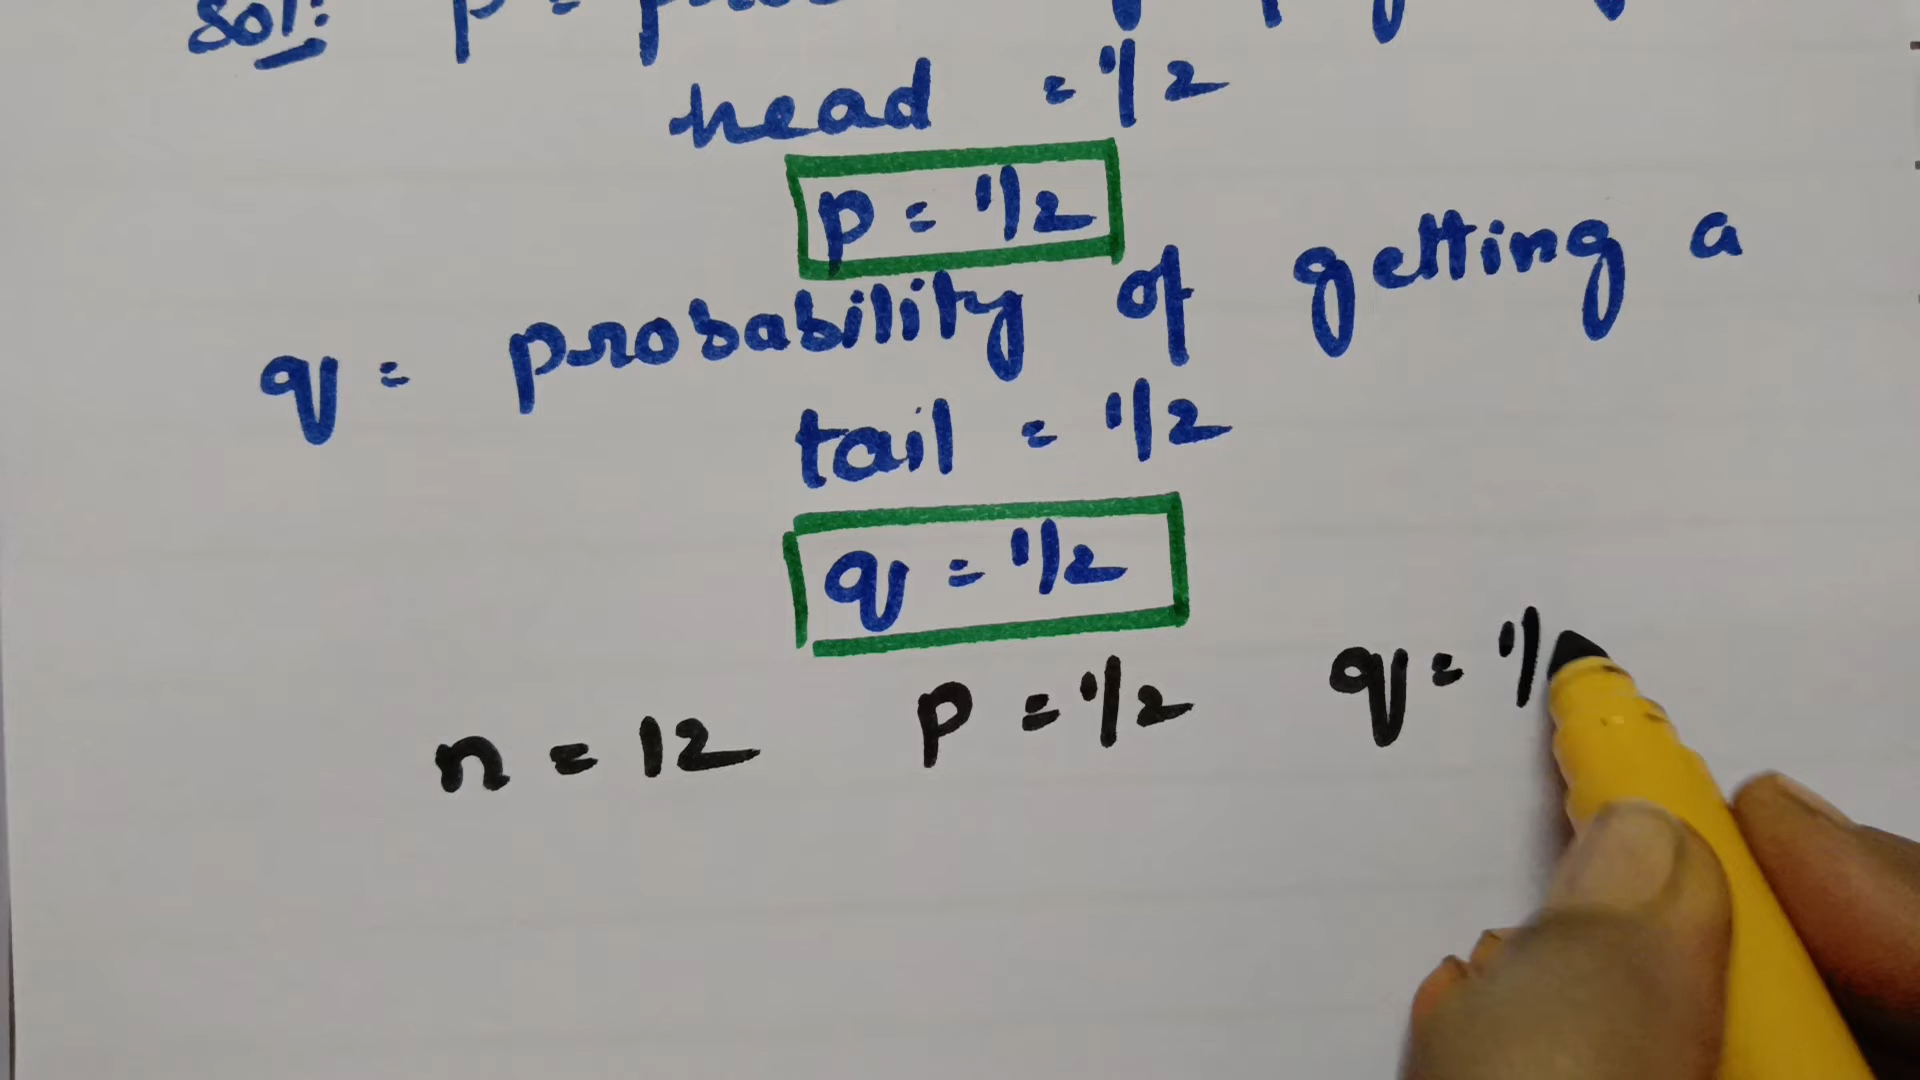 Sol:
head = 1/2
p = 1/2
q = probability of getting a
tail = 1/2
q = 1/2
n = 12 p = 1/2 q = 1/